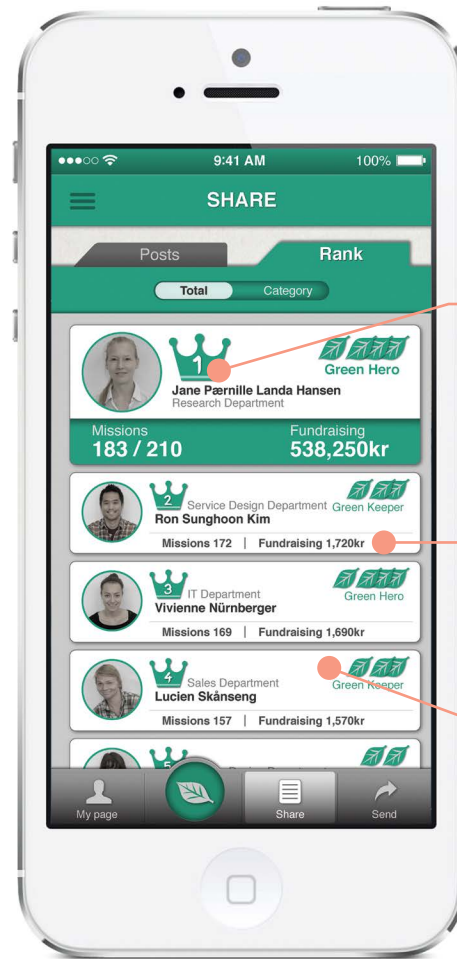 9:41 AM
100%
SHARE
Posts
Rank
Total
Category
1
Green Hero
Jane Pærnille Landa Hansen
Research Department
Missions
183 / 210
Fundraising
538,250kr
2
Service Design Department
Green Keeper
Ron Sunghoon Kim
Missions 172 | Fundraising 1,720kr
3
IT Department
Green Hero
Vivienne Nürnberger
Missions 169 | Fundraising 1,690kr
4
Sales Department
Green Keeper
Lucien Skånseng
Missions 157 | Fundraising 1,570kr
5
My page
Share
Send